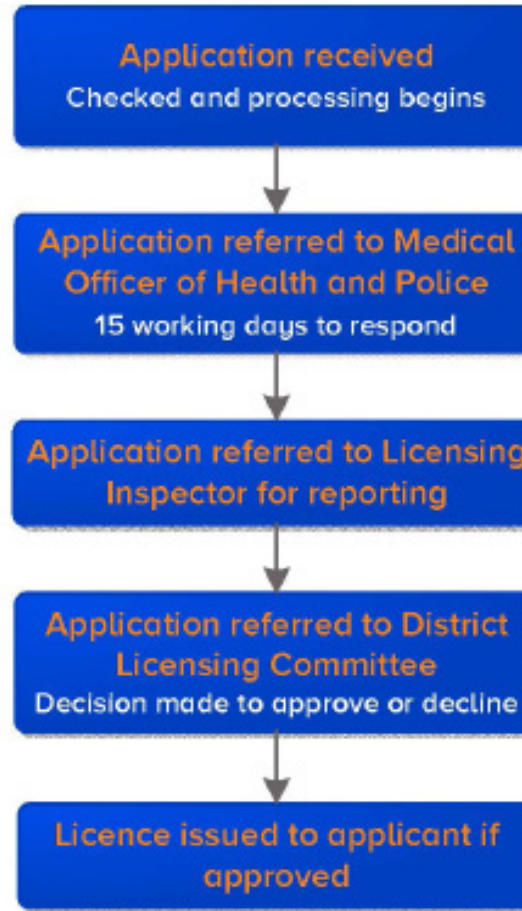 Application received
Checked and processing begins
Application referred to Medical
Officer of Health and Police
15 working days to respond
Application referred to Licensing
Inspector for reporting
Application referred to District
Licensing Committee
Decision made to approve or decline
Licence issued to applicant if
approved